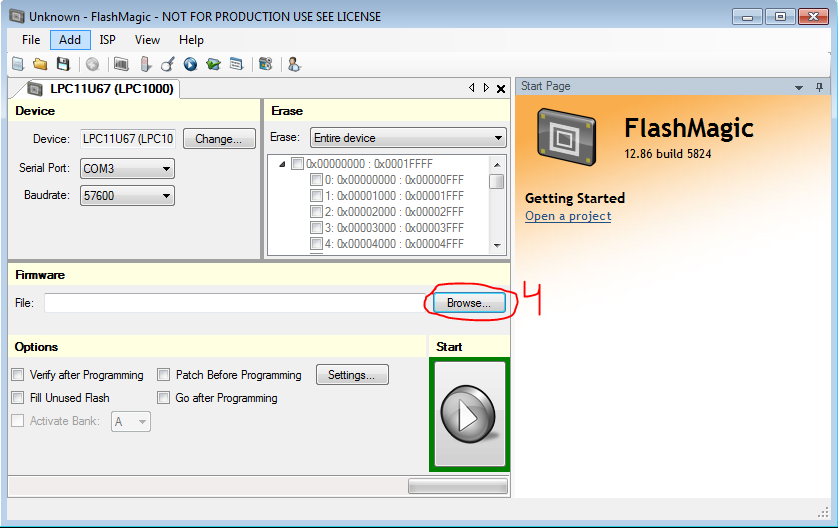 Unknown - FlashMagic - NOT FOR PRODUCTION USE SEE LICENSE
File Add ISP View Help
LPC11U67 (LPC1000)
Device
Device: LPC11U67 (LPC10 Change...
Serial Port: COM3
Baudrate: 57600
Erase
Erase: Entire device
0x00000000 : 0x0001FFFF
0: 0x00000000 : 0x00000FFF
1: 0x00001000 : 0x00001FFF
2: 0x00002000 : 0x00002FFF
3: 0x00003000 : 0x00003FFF
4: 0x00004000 : 0x00004FFF
Firmware
File: Browse... 4
Options
Verify after Programming Patch Before Programming Settings...
Fill Unused Flash Go after Programming
Activate Bank: A
Start
Start Page
FlashMagic
12.86 build 5824
Getting Started
Open a project